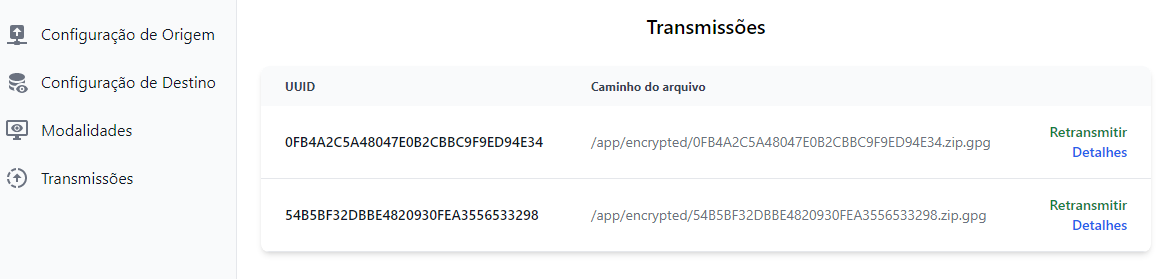 Configuração de Origem
Configuração de Destino
Modalidades
Transmissões
Transmissões
UUID Caminho do arquivo
0FB4A2C5A48047E0B2CBBC9F9ED94E34 /app/encrypted/0FB4A2C5A48047E0B2CBBC9F9ED94E34.zip.gpg Retransmitir
Detalhes
54B5BF32DBBE4820930FEA3556533298 /app/encrypted/54B5BF32DBBE4820930FEA3556533298.zip.gpg Retransmitir
Detalhes